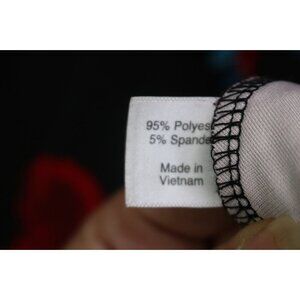 95% Polyes
5% Spande
Made in
Vietnam